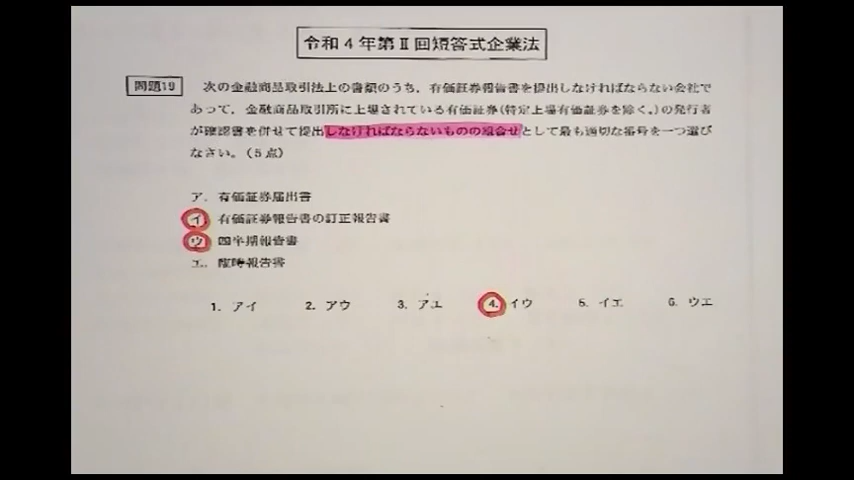 令和4年第Ⅱ回短答式企業法
問題19 次の金融商品取引法上の書類のうち，有価証券報告書を提出しなければならない会社で
あって，金融商品取引所に上場されている有価証券(特定上場有価証券を除く。)の発行者
が確認書を併せて提出しなければならないものの組合せとして最も適切な番号を一つ選び
なさい。(5点)
ア．有価証券届出書
イ．有価証券報告書の訂正報告書
ウ．四半期報告書
エ．臨時報告書
1．アイ 2．アウ 3．アエ 4．イウ 5．イエ 6．ウエ